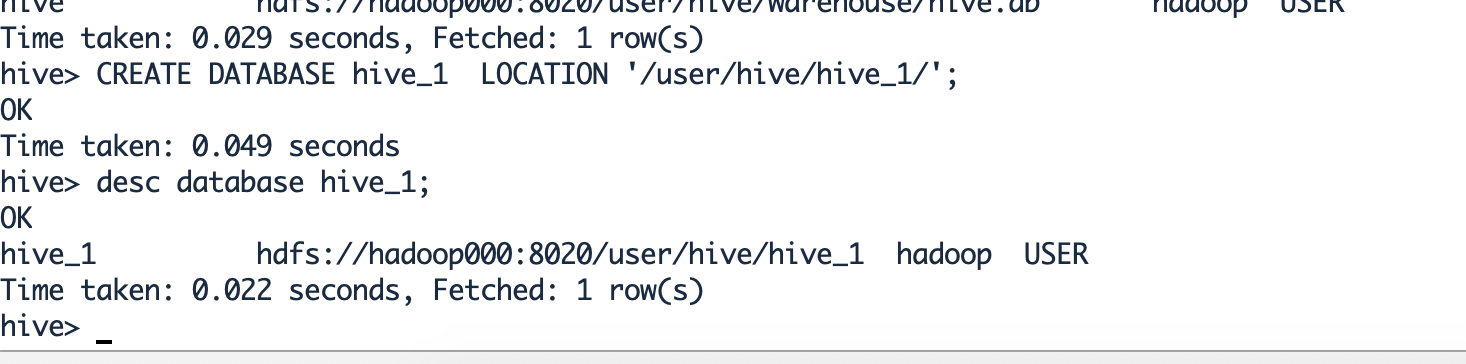 hive hdfs://hadoop000:8020/user/hive/warehouse/hive.db hadoop USER
Time taken: 0.029 seconds, Fetched: 1 row(s)
hive> CREATE DATABASE hive_1  LOCATION '/user/hive/hive_1/';
OK
Time taken: 0.049 seconds
hive> desc database hive_1;
OK
hive_1 hdfs://hadoop000:8020/user/hive/hive_1 hadoop USER
Time taken: 0.022 seconds, Fetched: 1 row(s)
hive>